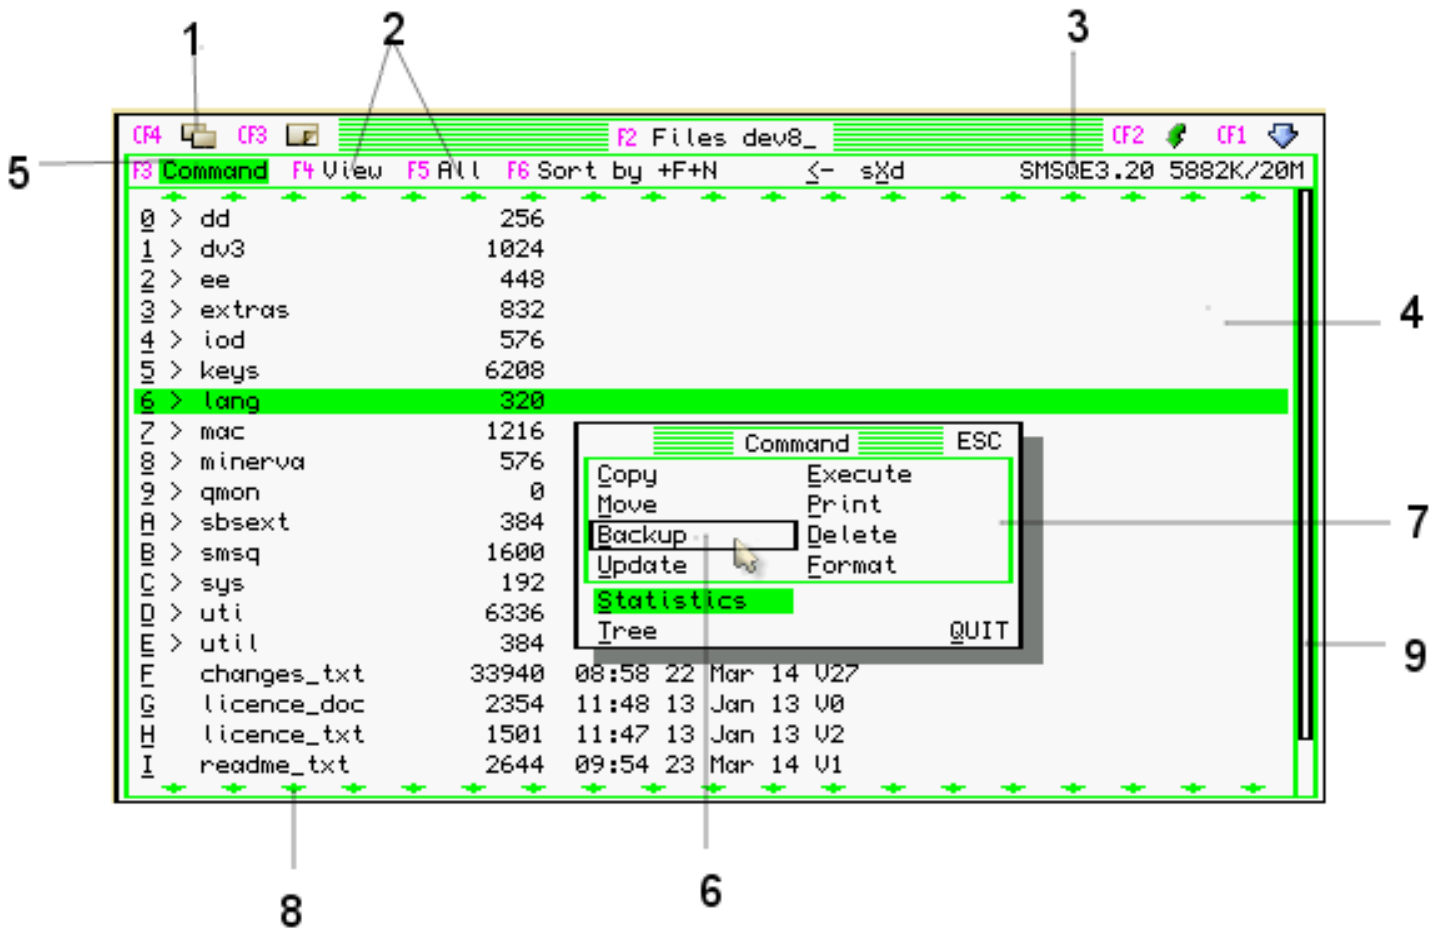 1 2 3
CF4 CF3 F2 Files dev8_ CF2 CF1
5 F3 Command F4 View F5 All F6 Sort by +F+N <- sXd SMSQE3.20 5882K/20M
0 > dd 256
1 > dv3 1024
2 > ee 448
3 > extras 832
4
4 > iod 576
5 > keys 6208
6 > lang 320
7 > mac 1216
Command ESC
8 > minerva 576
Copy Execute
9 > qmon 0
Move Print
A > sbsext 384
Backup Delete
7
B > smsq 1600
Update Format
C > sys 192
Statistics
D > uti 6336
Tree QUIT
E > util 384
9
F changes_txt 33940 08:58 22 Mar 14 V27
G licence_doc 2354 11:48 13 Jan 13 V0
H licence_txt 1501 11:47 13 Jan 13 V2
I readme_txt 2644 09:54 23 Mar 14 V1
6
8